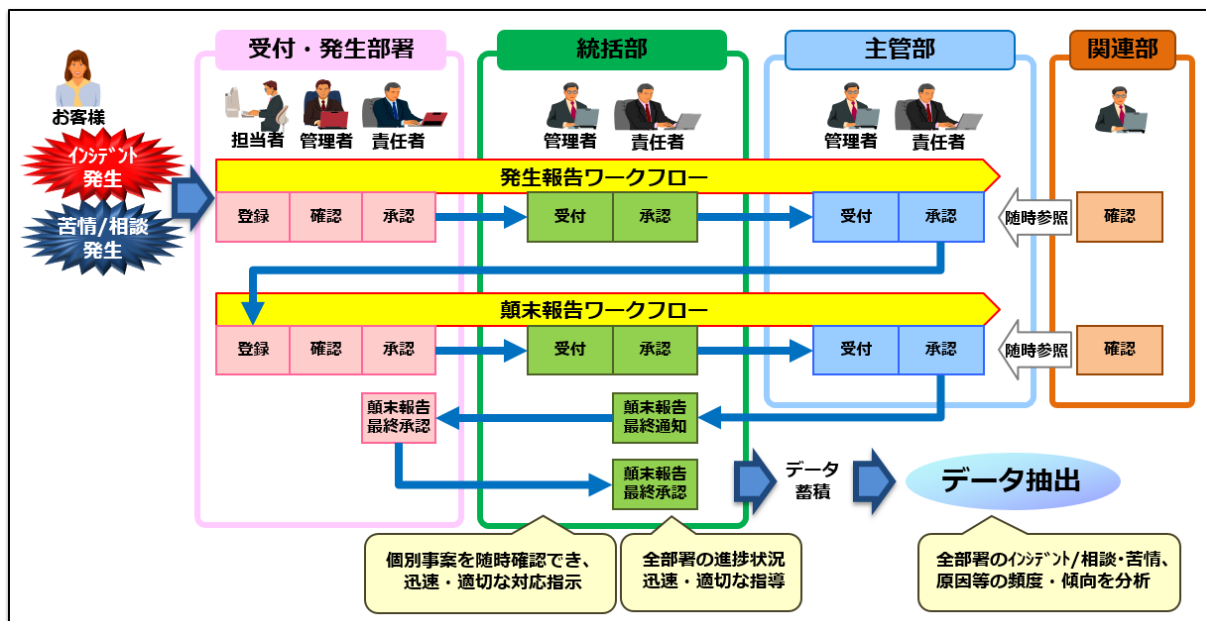 受付・発生部署
統括部
主管部
関連部
お客様
担当者
管理者
責任者
管理者
責任者
管理者
責任者
ｲﾝｼﾃﾞﾝﾄ
発生
苦情/相談
発生
発生報告ワークフロー
登録
確認
承認
受付
承認
受付
承認
随時参照
確認
顛末報告ワークフロー
登録
確認
承認
受付
承認
受付
承認
随時参照
確認
顛末報告
最終承認
顛末報告
最終通知
顛末報告
最終承認
データ
蓄積
データ抽出
個別事案を随時確認でき、
迅速・適切な対応指示
全部署の進捗状況
迅速・適切な指導
全部署のｲﾝｼﾃﾞﾝﾄ/相談・苦情、
原因等の頻度・傾向を分析